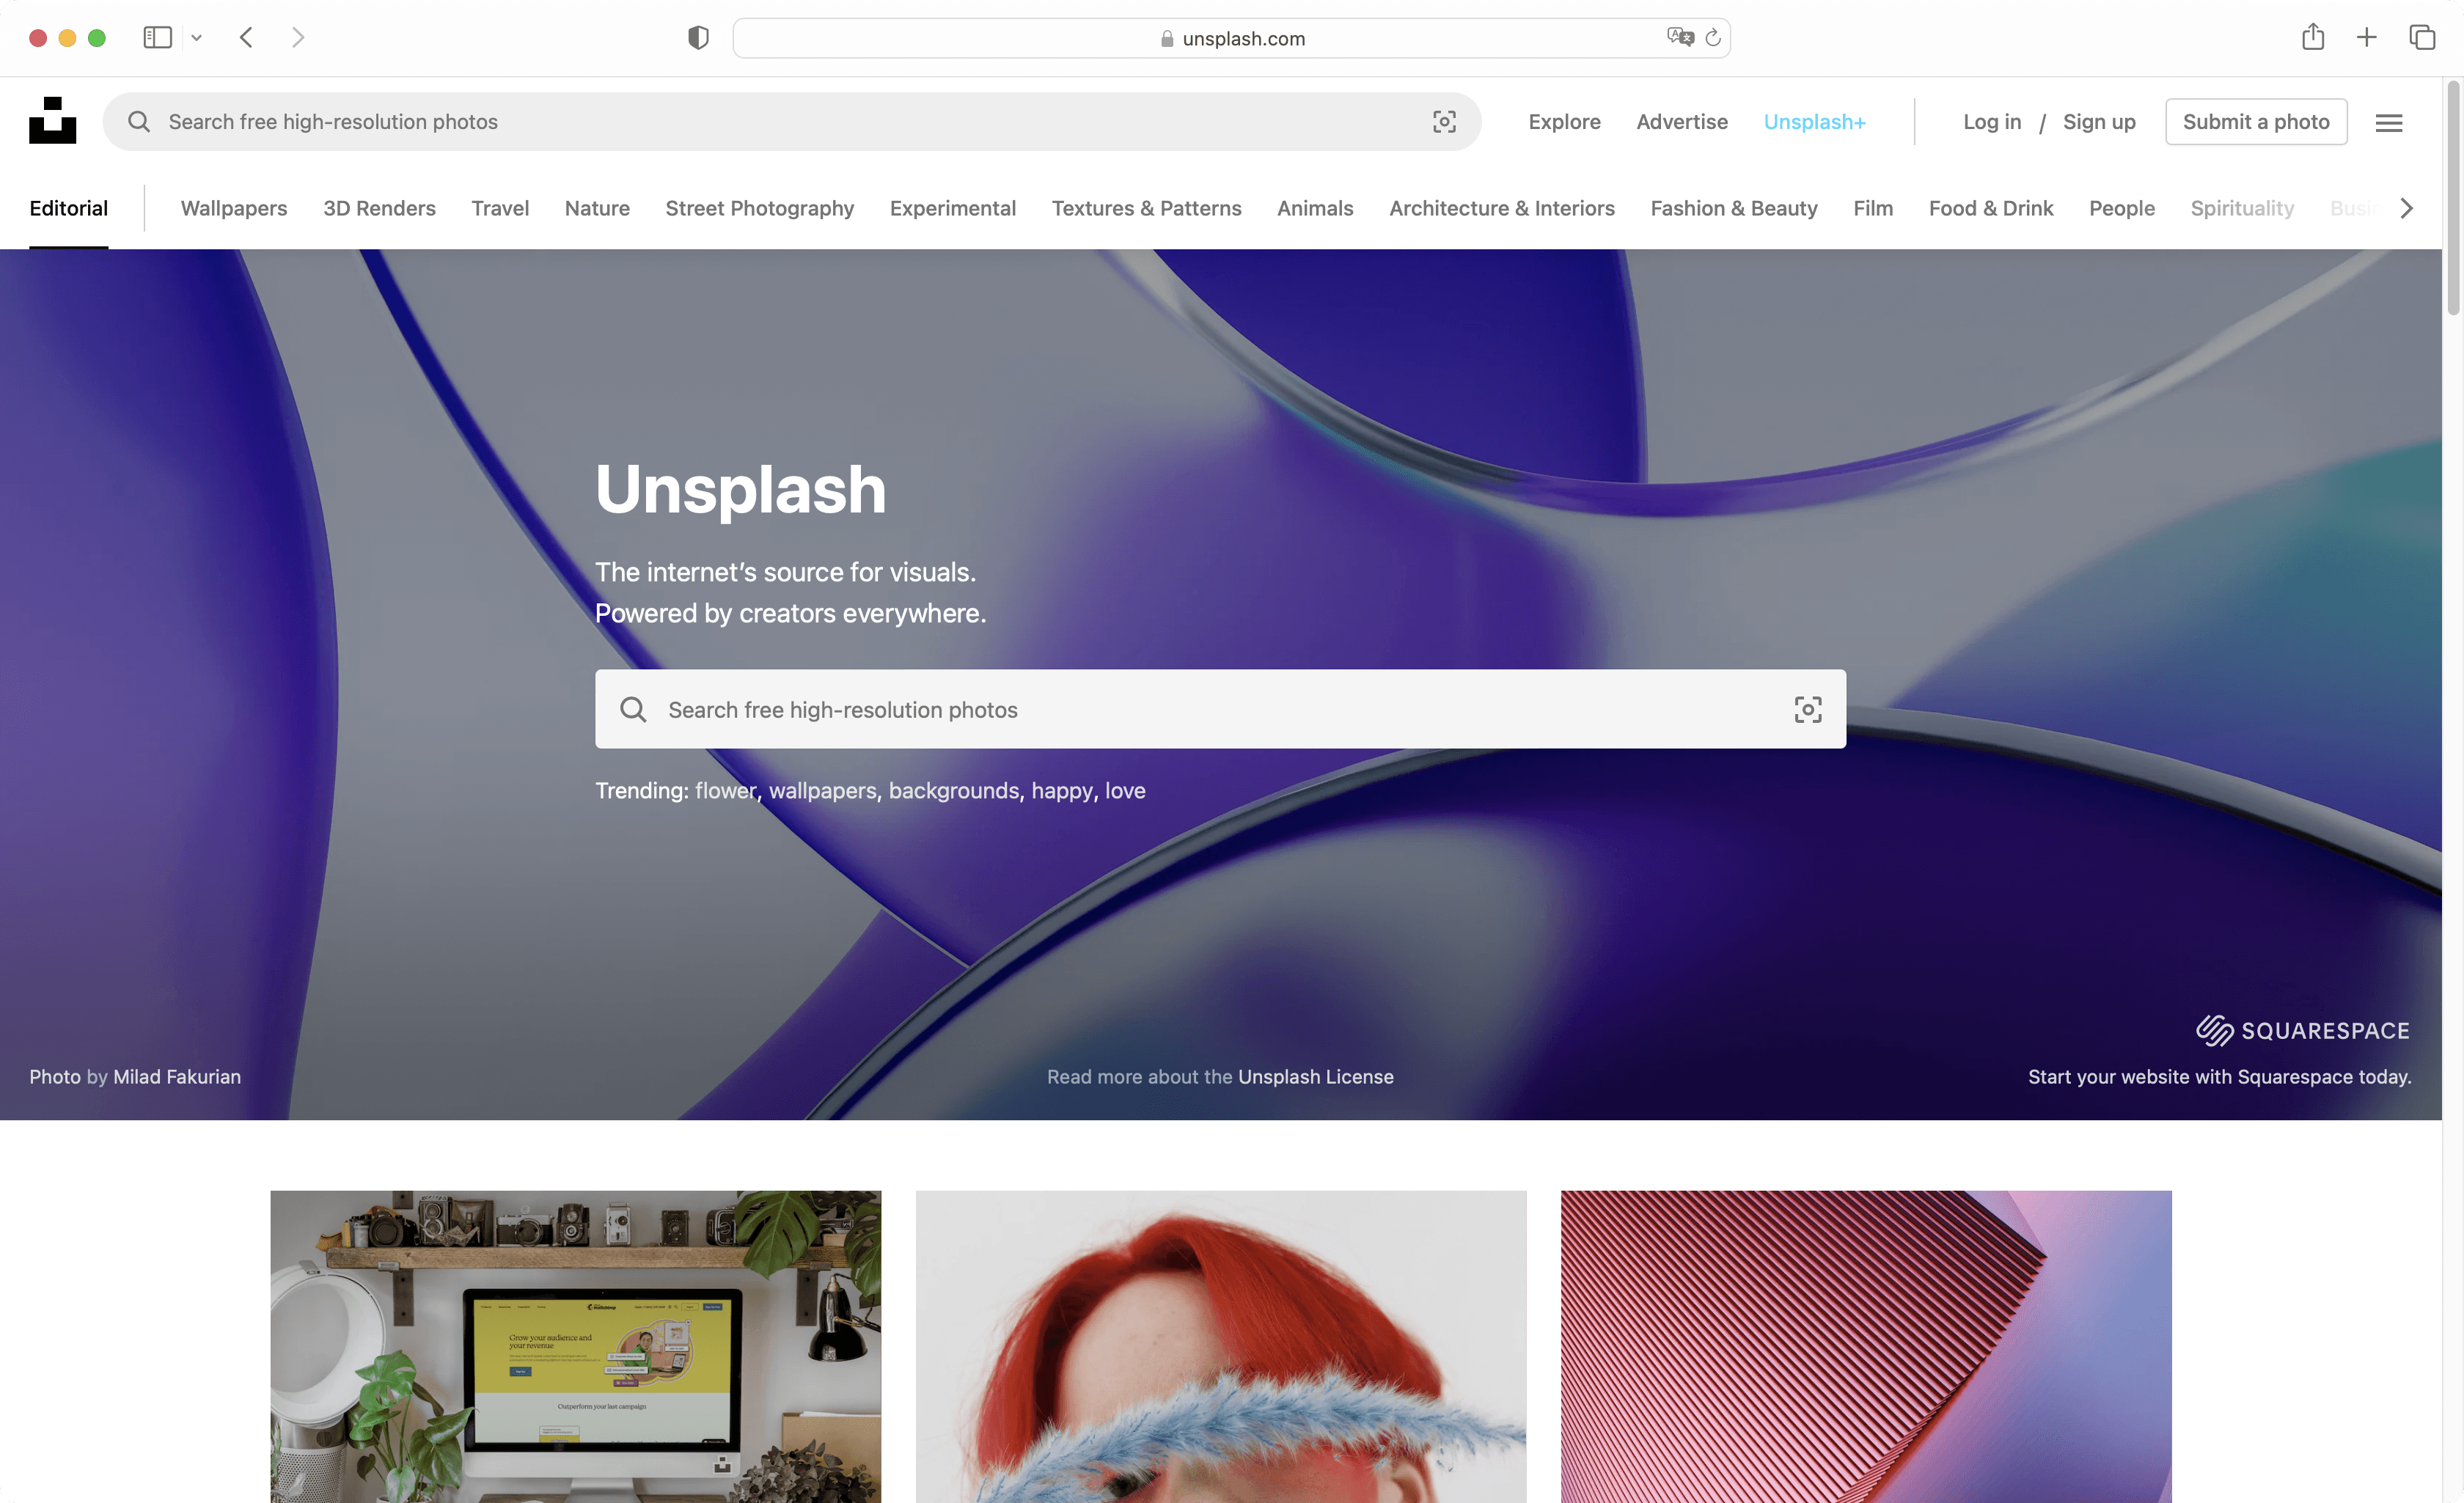 unsplash.com
Search free high-resolution photos
Explore Advertise Unsplash+ Log in / Sign up Submit a photo
Editorial Wallpapers 3D Renders Travel Nature Street Photography Experimental Textures & Patterns Animals Architecture & Interiors Fashion & Beauty Film Food & Drink People Spirituality
Unsplash
The internet's source for visuals.
Powered by creators everywhere.
Search free high-resolution photos
Trending: flower, wallpapers, backgrounds, happy, love
SQUARESPACE
Photo by Milad Fakurian
Read more about the Unsplash License
Start your website with Squarespace today.
Grow your audience and
your revenue
Outperform your last campaign